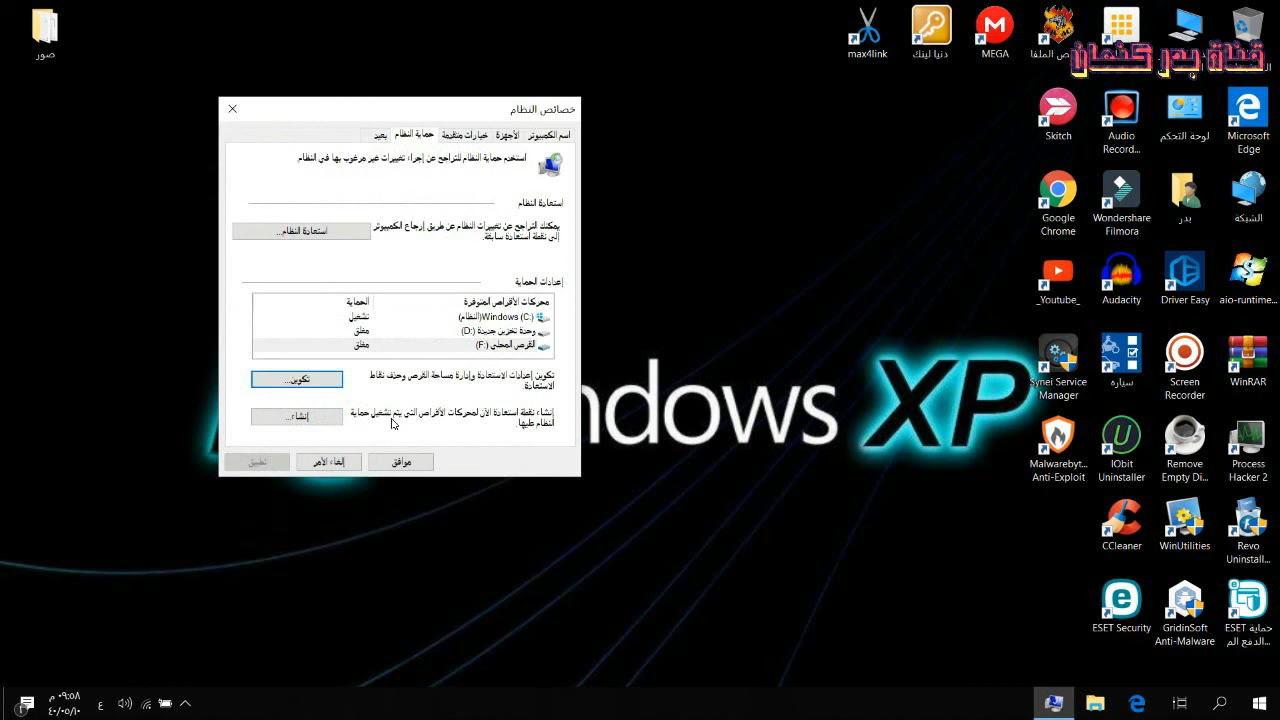 صور
max4link
دنيا لينك
MEGA
قناة بدر كنعان
Skitch
Audio Record...
لوحة التحكم
Microsoft Edge
Google Chrome
Wondershare Filmora
بدر
الشبكة
_Youtube_
Audacity
Driver Easy
aio-runtime...
Synei Service Manager
سيارة
Screen Recorder
WinRAR
Malwarebyt... Anti-Exploit
IObit Uninstaller
Remove Empty Di...
Process Hacker 2
CCleaner
WinUtilities
Revo Uninstall...
ESET Security
GridinSoft Anti-Malware
ESET حماية الدفع الم...
خصائص النظام
اسم الكمبيوتر
الأجهزة
خيارات متقدمة
حماية النظام
بعيد
استخدم حماية النظام للتراجع عن إجراء تغييرات غير مرغوب بها في النظام
استعادة النظام
يمكنك التراجع عن تغييرات النظام عن طريق إرجاع الكمبيوتر
إلى نقطة استعادة سابقة.
استعادة النظام...
إعدادات الحماية
محركات الأقراص المتوفرة
الحماية
Windows (C:)(النظام)
تشغيل
وحدة تخزين جديدة (D:)
مغلق
القرص المحلي (F:)
مغلق
تكوين إعدادات الاستعادة وإدارة مساحة القرص وحذف نقاط
الاستعادة.
تكوين...
إنشاء نقطة استعادة الآن لمحركات الأقراص التي يتم تشغيل حماية
النظام عليها.
إنشاء...
موافق
إلغاء الأمر
تطبيق
ndows XP
٠٩:٥٨ م
٤٠/٠٥/١٠
ع